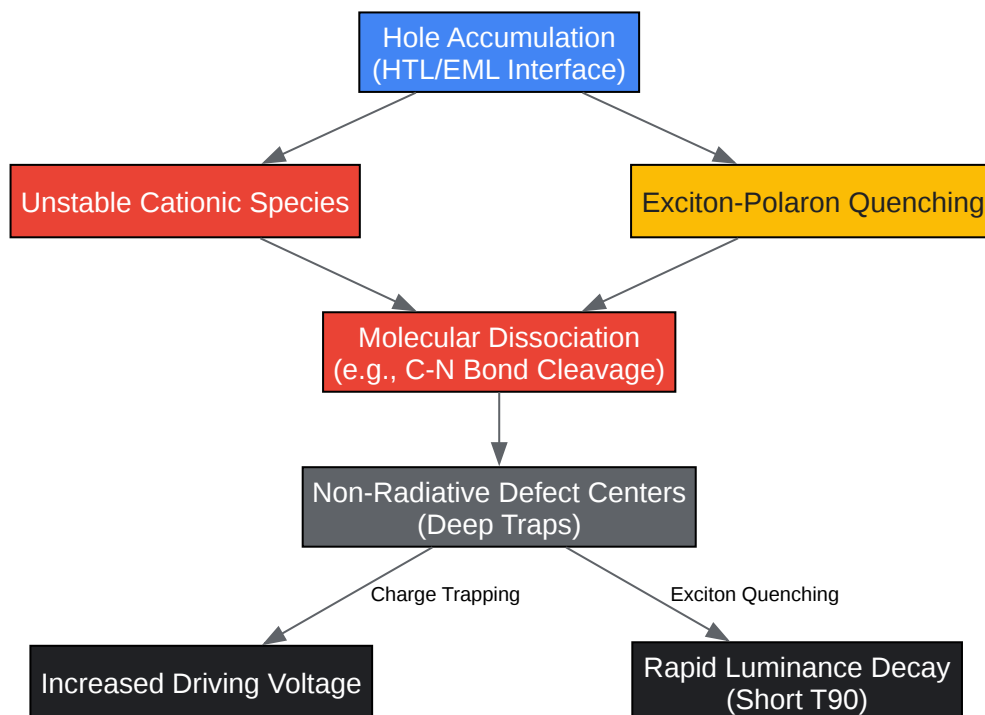 Hole Accumulation
(HTL/EML Interface)
Unstable Cationic Species
Exciton-Polaron Quenching
Molecular Dissociation
(e.g., C-N Bond Cleavage)
Non-Radiative Defect Centers
(Deep Traps)
Charge Trapping
Exciton Quenching
Increased Driving Voltage
Rapid Luminance Decay
(Short T90)